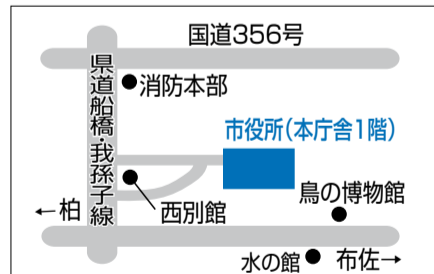 国道356号
県道船橋・我孫子線
消防本部
市役所(本庁舎1階)
西別館
鳥の博物館
←柏
水の館
布佐→